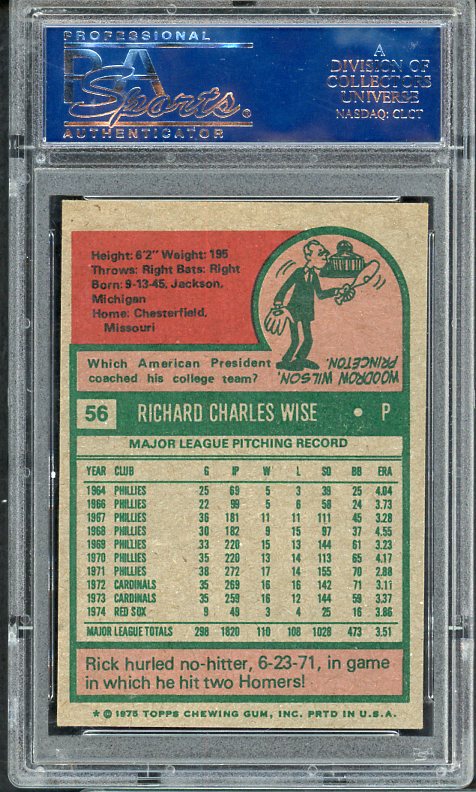 PROFESSIONAL
PSA
Sports®
AUTHENTICATOR
A
DIVISION OF
COLLECTORS
UNIVERSE
NASDAQ: CLCT
Height: 6'2" Weight: 195
Throws: Right Bats: Right
Born: 9-13-45, Jackson,
Michigan
Home: Chesterfield,
Missouri
Which American President
coached his college team?
WOODROW WILSON,
PRINCETON.
56 RICHARD CHARLES WISE • P
MAJOR LEAGUE PITCHING RECORD
YEAR CLUB G IP W L SO BB ERA
1964 PHILLIES 25 69 5 3 39 25 4.04
1966 PHILLIES 22 99 5 6 58 24 3.73
1967 PHILLIES 36 181 11 11 111 45 3.28
1968 PHILLIES 30 182 9 15 97 37 4.55
1969 PHILLIES 33 220 15 13 144 61 3.23
1970 PHILLIES 35 220 13 14 113 65 4.17
1971 PHILLIES 38 272 17 14 155 70 2.88
1972 CARDINALS 35 269 16 16 142 71 3.11
1973 CARDINALS 35 259 16 12 144 59 3.37
1974 RED SOX 9 49 3 4 25 16 3.86
MAJOR LEAGUE TOTALS 298 1820 110 108 1028 473 3.51
Rick hurled no-hitter, 6-23-71, in game
in which he hit two Homers!
* © 1975 TOPPS CHEWING GUM, INC. PRTD IN U.S.A.